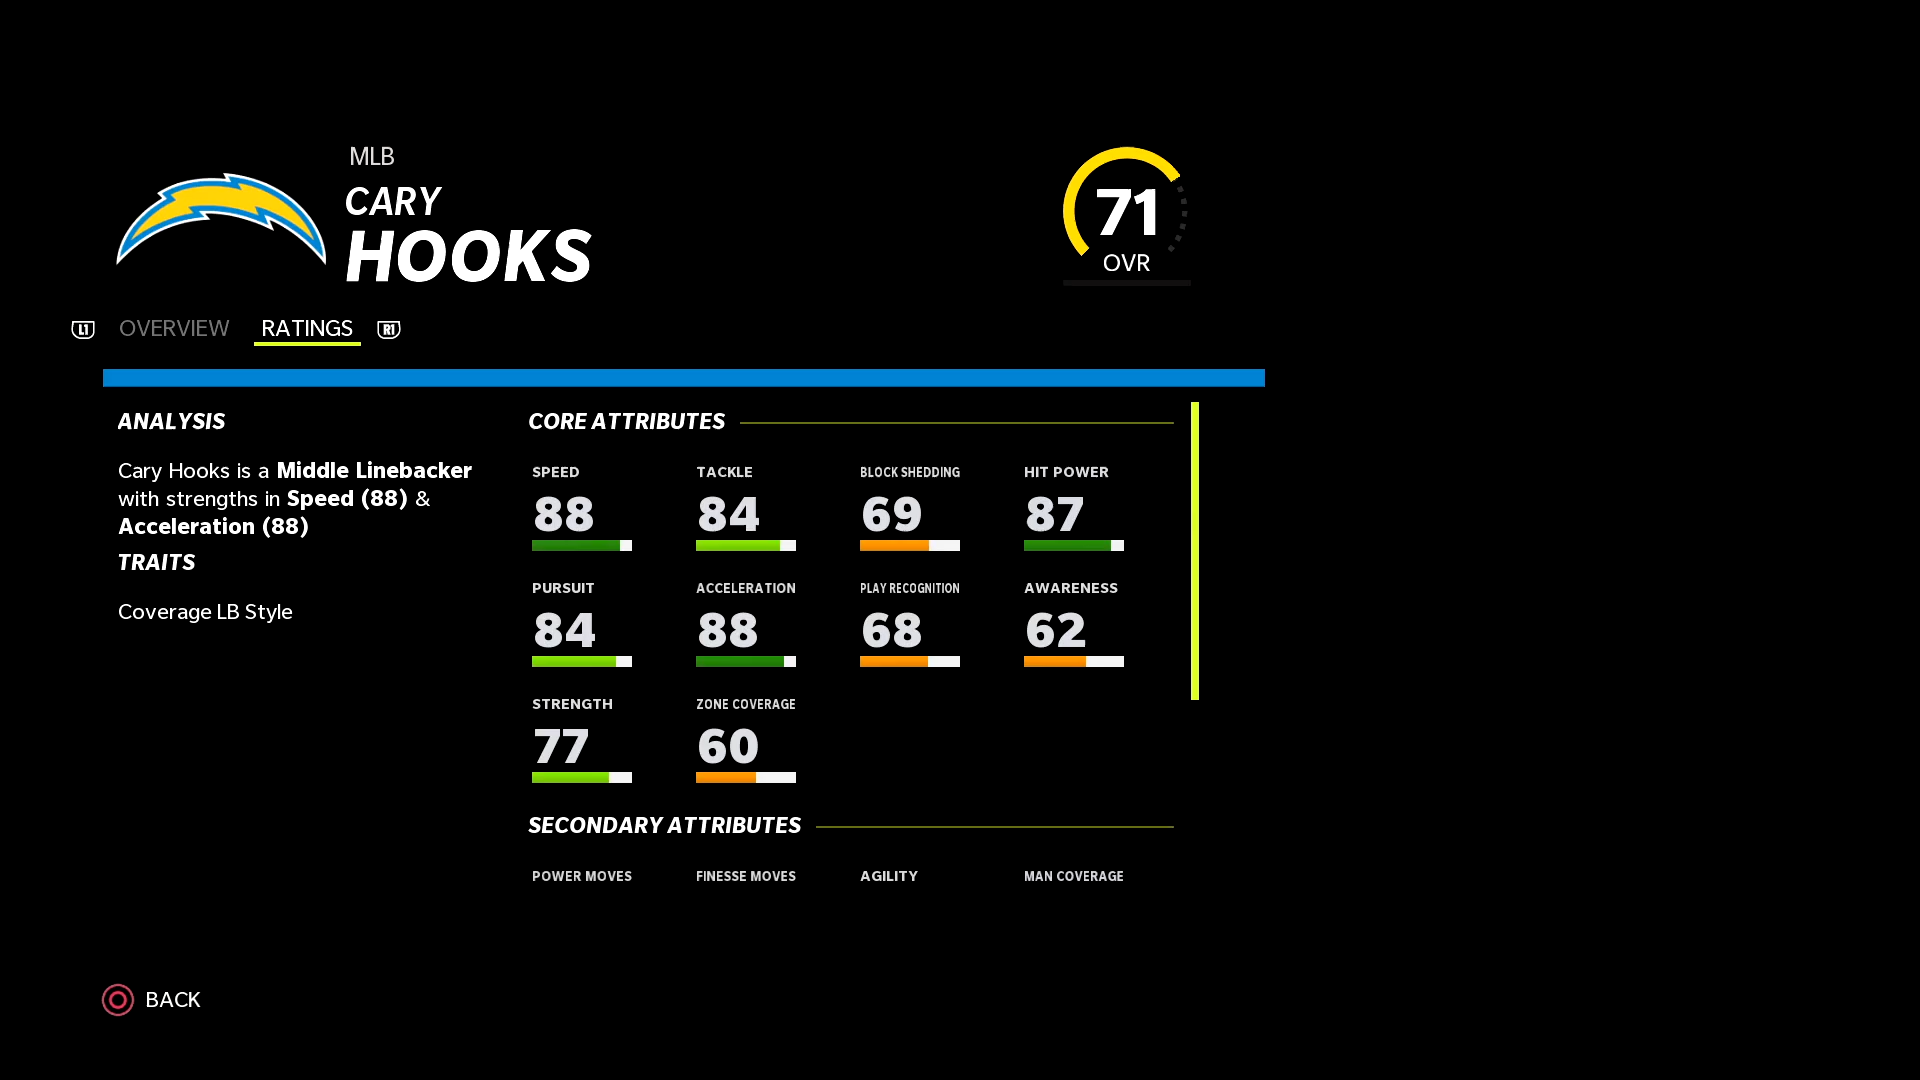 MLB
CARY
HOOKS
71
OVR
L1 OVERVIEW RATINGS R1
ANALYSIS
Cary Hooks is a Middle Linebacker
with strengths in Speed (88) &
Acceleration (88)
TRAITS
Coverage LB Style
CORE ATTRIBUTES
SPEED TACKLE BLOCK SHEDDING HIT POWER
88 84 69 87
PURSUIT ACCELERATION PLAY RECOGNITION AWARENESS
84 88 68 62
STRENGTH ZONE COVERAGE
77 60
SECONDARY ATTRIBUTES
POWER MOVES FINESSE MOVES AGILITY MAN COVERAGE
BACK